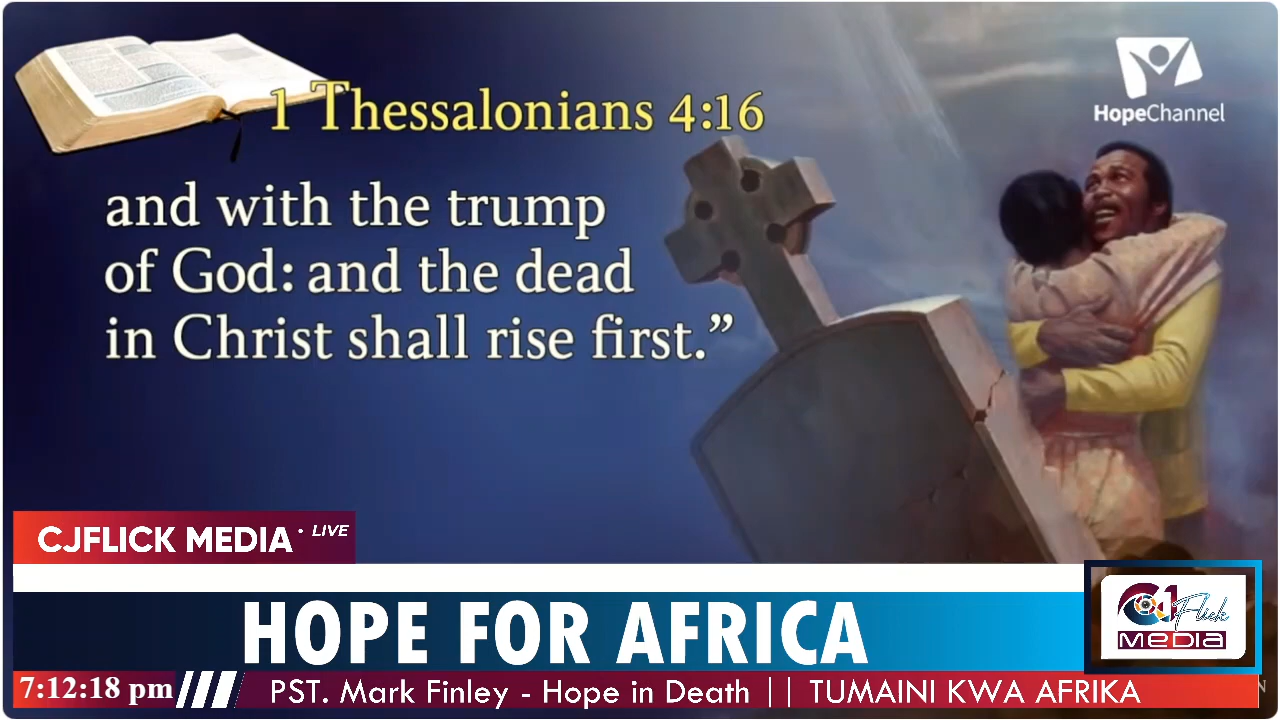 1 Thessalonians 4:16
HopeChannel
and with the trump
of God: and the dead
in Christ shall rise first.”
CJFLICK MEDIA • LIVE
HOPE FOR AFRICA
Flick
MEDIA
7:12:18 pm
PST. Mark Finley - Hope in Death || TUMAINI KWA AFRIKA